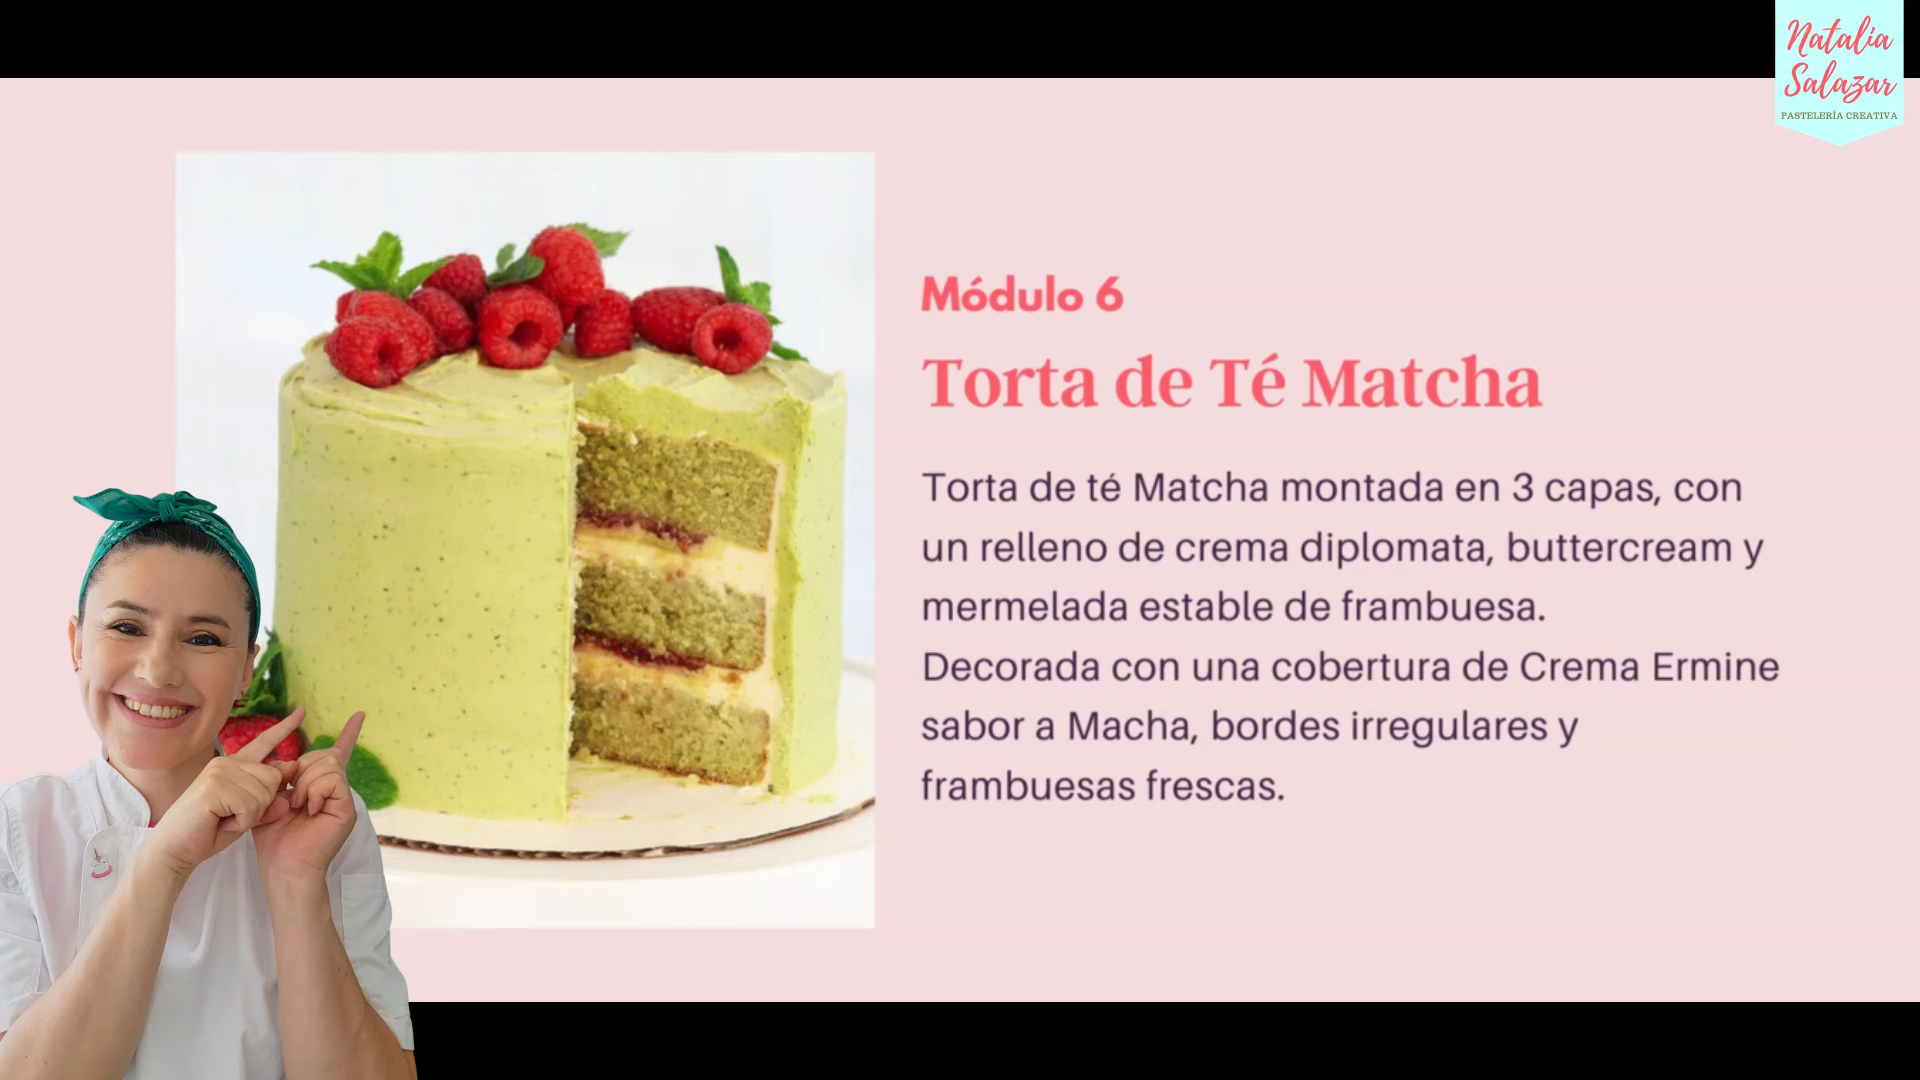 Natalia
Salazar
PASTELERÍA CREATIVA
Módulo 6
Torta de Té Matcha
Torta de té Matcha montada en 3 capas, con
un relleno de crema diplomata, buttercream y
mermelada estable de frambuesa.
Decorada con una cobertura de Crema Ermine
sabor a Macha, bordes irregulares y
frambuesas frescas.